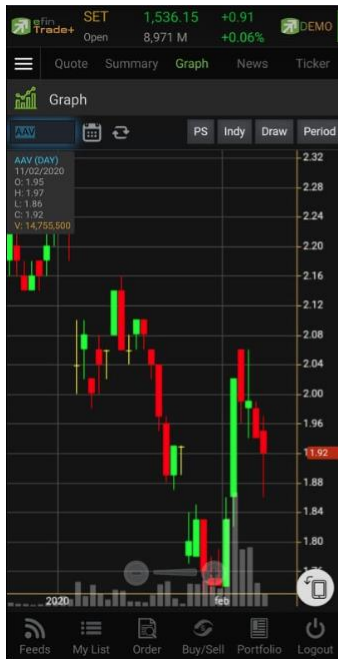 efin Trade+ SET 1,536.15 +0.91 DEMO
Open 8,971 M +0.06%
Quote Summary Graph News Ticker
Graph
AAV PS Indy Draw Period
AAV (DAY)
11/02/2020
O: 1.95
H: 1.97
L: 1.86
C: 1.92
V: 14,755,500
2.32
2.28
2.24
2.20
2.16
2.12
2.08
2.04
2.00
1.96
1.92
1.88
1.84
1.80
2020 feb
Feeds My List Order Buy/Sell Portfolio Logout